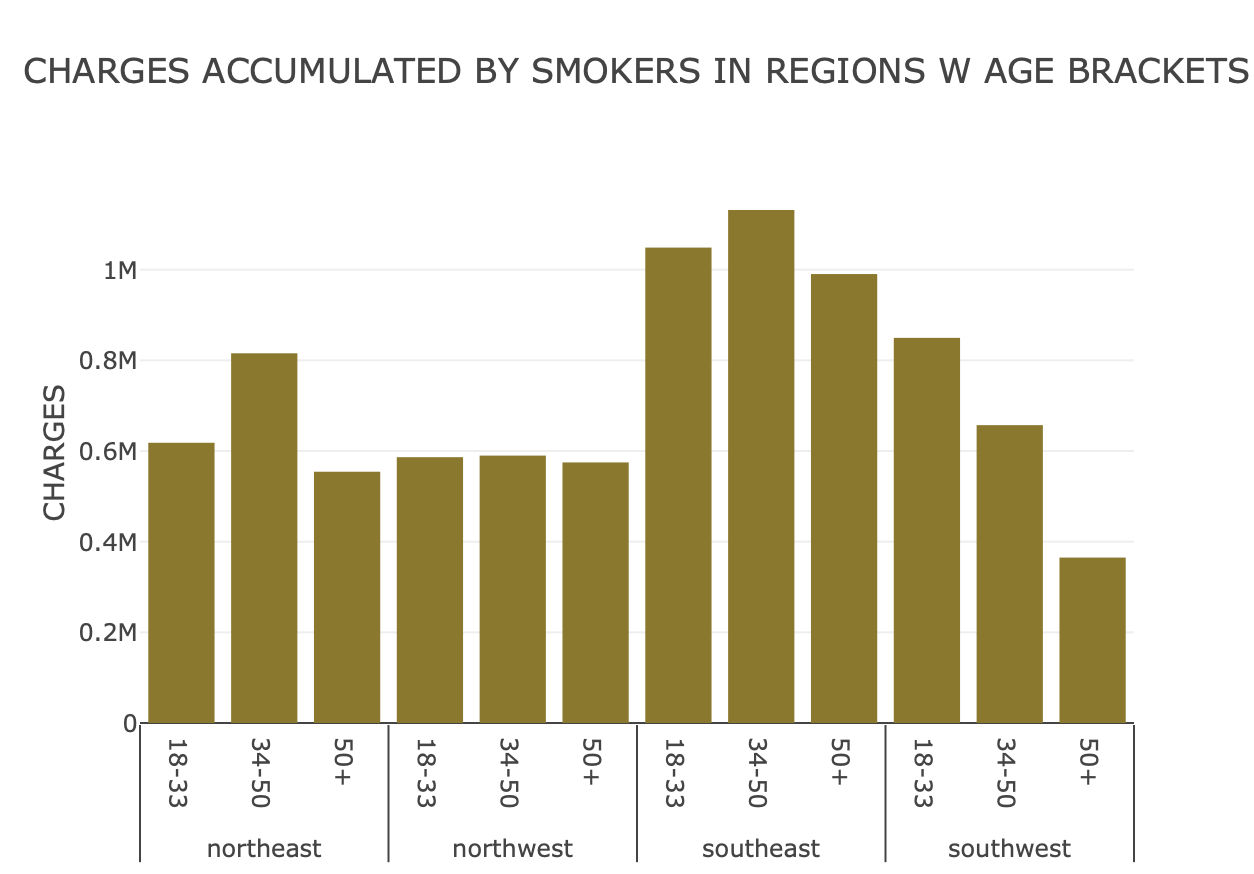 CHARGES ACCUMULATED BY SMOKERS IN REGIONS W AGE BRACKETS
CHARGES
1M
0.8M
0.6M
0.4M
0.2M
0
18-33
34-50
50+
18-33
34-50
50+
18-33
34-50
50+
18-33
34-50
50+
northeast
northwest
southeast
southwest